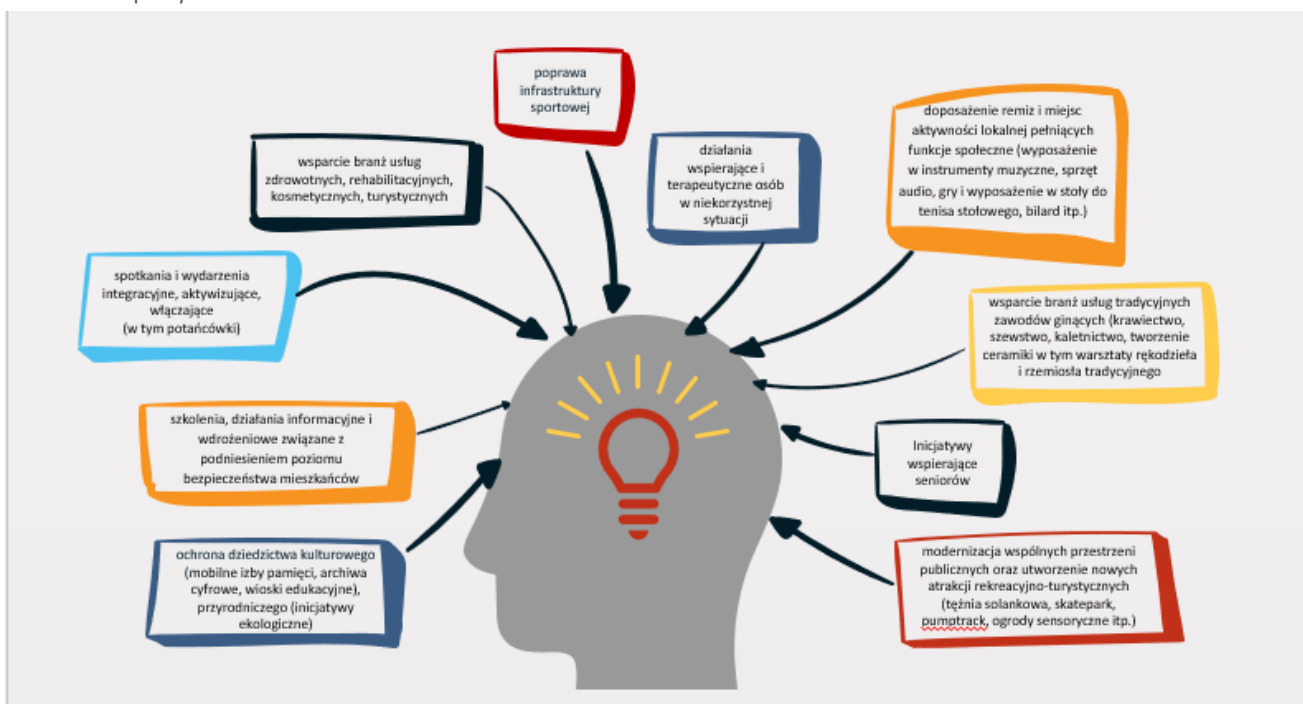 poprawa
infrastruktury
sportowej
wsparcie branż usług
zdrowotnych, rehabilitacyjnych,
kosmetycznych, turystycznych
działania
wspierające i
terapeutyczne osób
w niekorzystnej
sytuacji
doposażenie remiz i miejsc
aktywności lokalnej pełniących
funkcje społeczne (wyposażenie
w instrumenty muzyczne, sprzęt
audio, gry i wyposażenie w stoły do
tenisa stołowego, bilard itp.)
spotkania i wydarzenia
integracyjne, aktywizujące,
włączające
(w tym potańcówki)
wsparcie branż usług tradycyjnych
zawodów ginących (krawiectwo,
szewstwo, kaletnictwo, tworzenie
ceramiki w tym warsztaty rękodzieła
i rzemiosła tradycyjnego
szkolenia, działania informacyjne i
wdrożeniowe związane z
podniesieniem poziomu
bezpieczeństwa mieszkańców
Inicjatywy
wspierające
seniorów
ochrona dziedzictwa kulturowego
(mobilne izby pamięci, archiwa
cyfrowe, wioski edukacyjne),
przyrodniczego (inicjatywy
ekologiczne)
modernizacja wspólnych przestrzeni
publicznych oraz utworzenie nowych
atrakcji rekreacyjno-turystycznych
(tężnia solankowa, skatepark,
pumptrack, ogrody sensoryczne itp.)